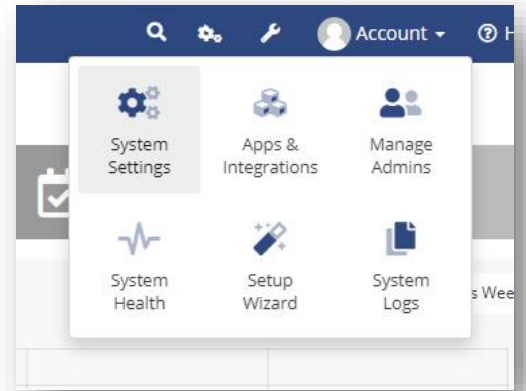 Account
H
System
Settings
Apps &
Integrations
Manage
Admins
System
Health
Setup
Wizard
System
Logs
s Wee